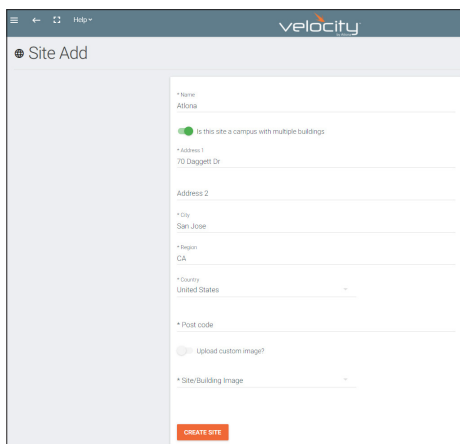 Help
velocity
Site Add
* Name
Atlona
Is this site a campus with multiple buildings
* Address 1
70 Daggett Dr
Address 2
* City
San Jose
* Region
CA
* Country
United States
* Post code
Upload custom image?
* Site/Building Image
CREATE SITE